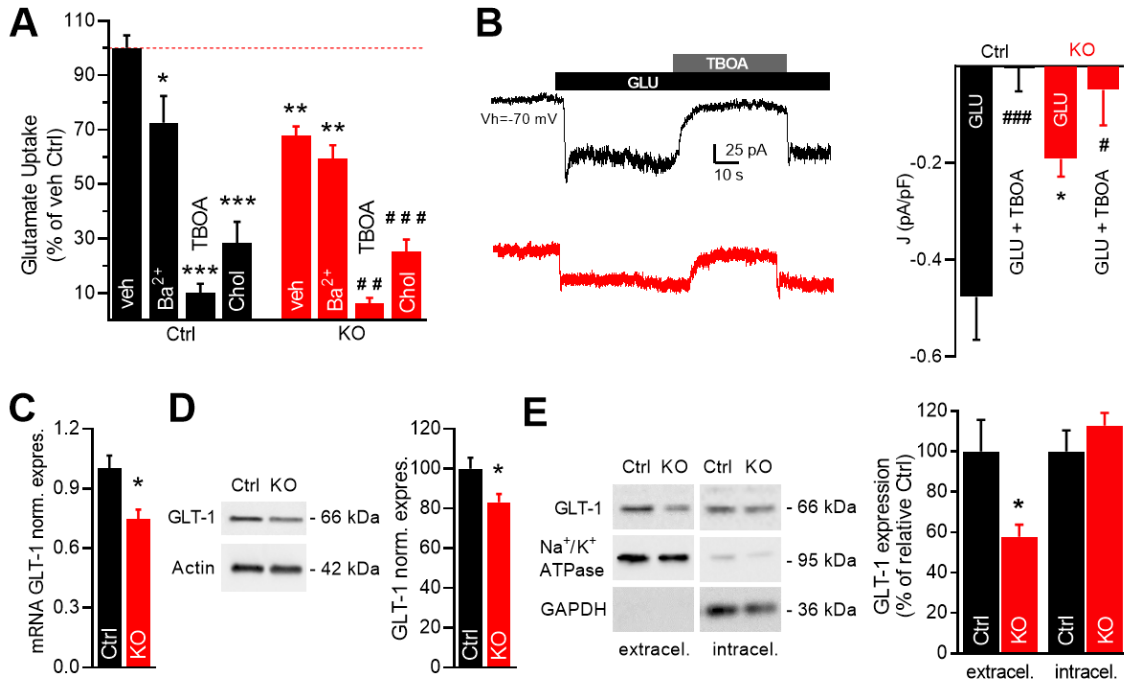 A
Glutamate Uptake
(% of veh Ctrl)
110
90
70
50
30
10
*
***
TBOA
***
**
**
TBOA
# #
# # #
veh
Ba²⁺
Chol
veh
Ba²⁺
Chol
Ctrl
KO
B
TBOA
GLU
Vh=-70 mV
25 pA
10 s
Ctrl
KO
GLU
###
GLU + TBOA
GLU
*
#
GLU + TBOA
J (pA/pF)
-0.2
-0.4
-0.6
C
mRNA GLT-1 norm. expres.
1.2
0.9
0.6
0.3
0.0
*
Ctrl
KO
D
Ctrl KO
GLT-1
- 66 kDa
Actin
- 42 kDa
GLT-1 norm. expres.
120
100
80
60
40
20
0
*
Ctrl
KO
E
Ctrl KO Ctrl KO
GLT-1
- 66 kDa
Na⁺/K⁺
ATPase
- 95 kDa
GAPDH
- 36 kDa
extracel. intracel.
GLT-1 expression
(% of relative Ctrl)
120
100
80
60
40
20
0
*
Ctrl
KO
Ctrl
KO
extracel. intracel.